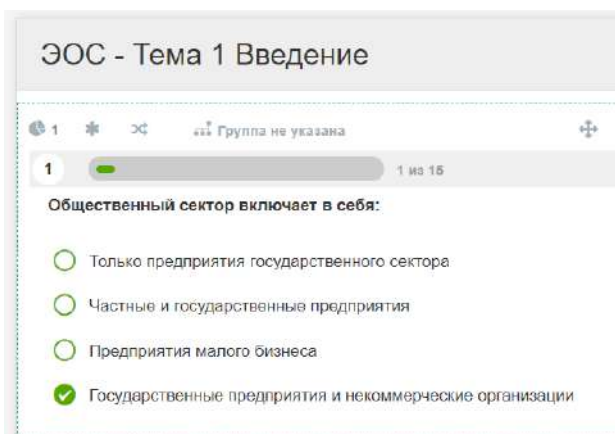 ЭОС - Тема 1 Введение
1 Группа не указана
1 1 из 15
Общественный сектор включает в себя:
Только предприятия государственного сектора
Частные и государственные предприятия
Предприятия малого бизнеса
Государственные предприятия и некоммерческие организации